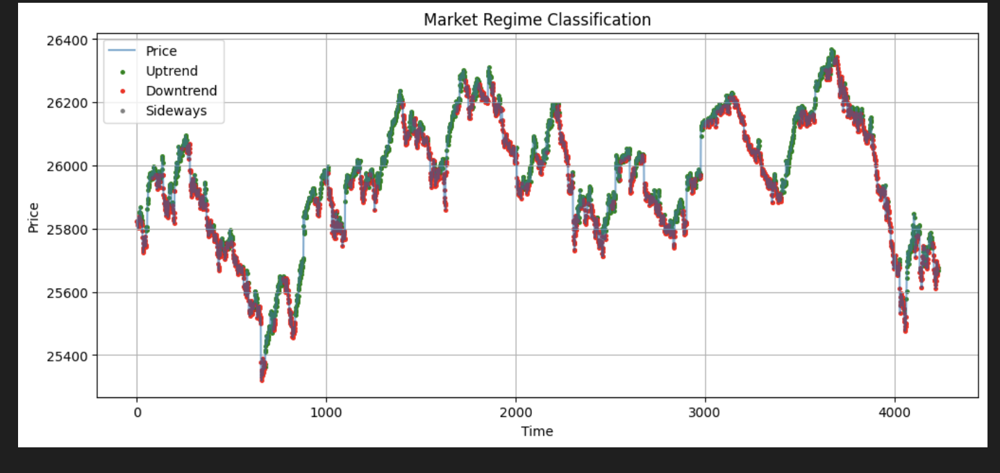 Market Regime Classification
26400
26200
26000
25800
25600
25400
Price
Price
Uptrend
Downtrend
Sideways
0
1000
2000
3000
4000
Time